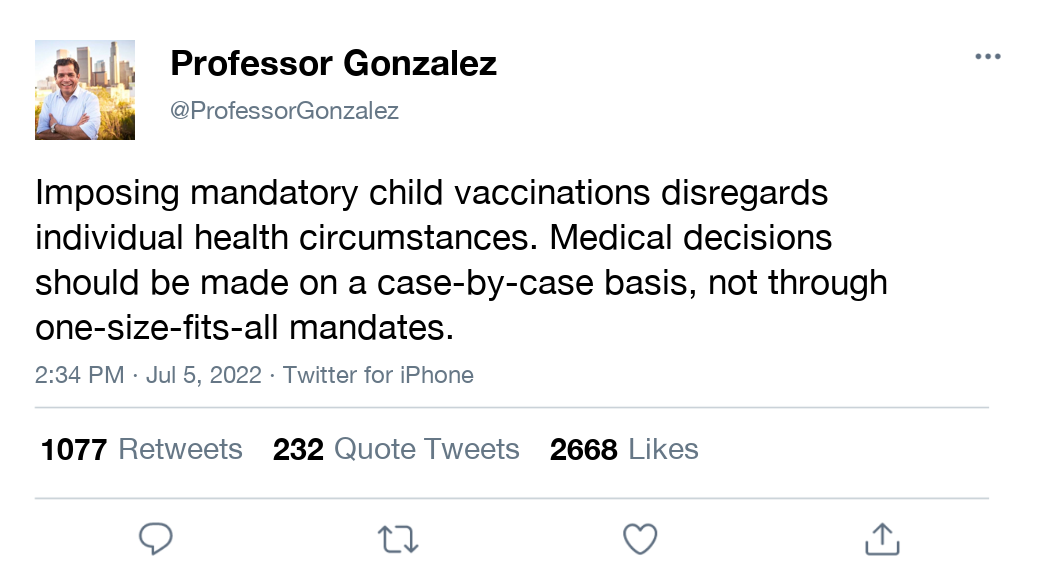 Professor Gonzalez
@ProfessorGonzalez
Imposing mandatory child vaccinations disregards
individual health circumstances. Medical decisions
should be made on a case-by-case basis, not through
one-size-fits-all mandates.
2:34 PM · Jul 5, 2022 · Twitter for iPhone
1077 Retweets 232 Quote Tweets 2668 Likes